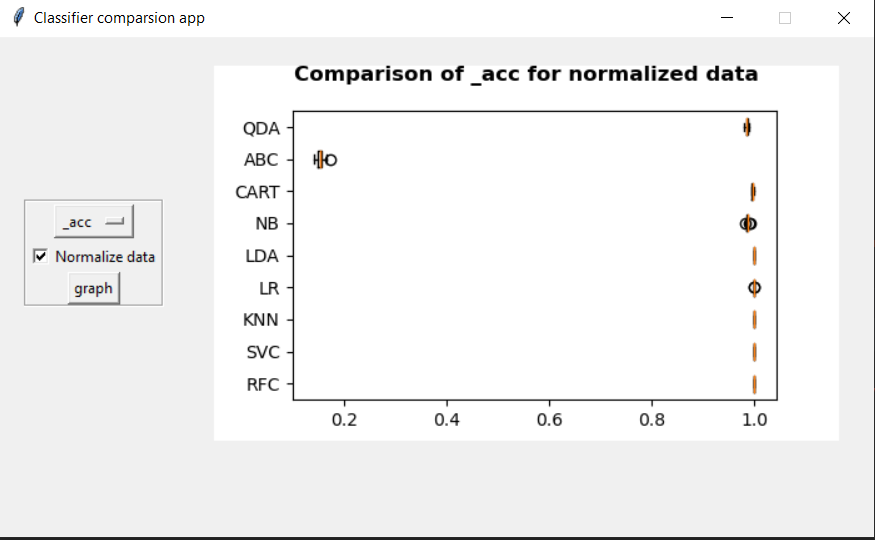 Classifier comparsion app
Comparison of _acc for normalized data
QDA
ABC
CART
NB
LDA
LR
KNN
SVC
RFC
0.2 0.4 0.6 0.8 1.0
_acc
Normalize data
graph